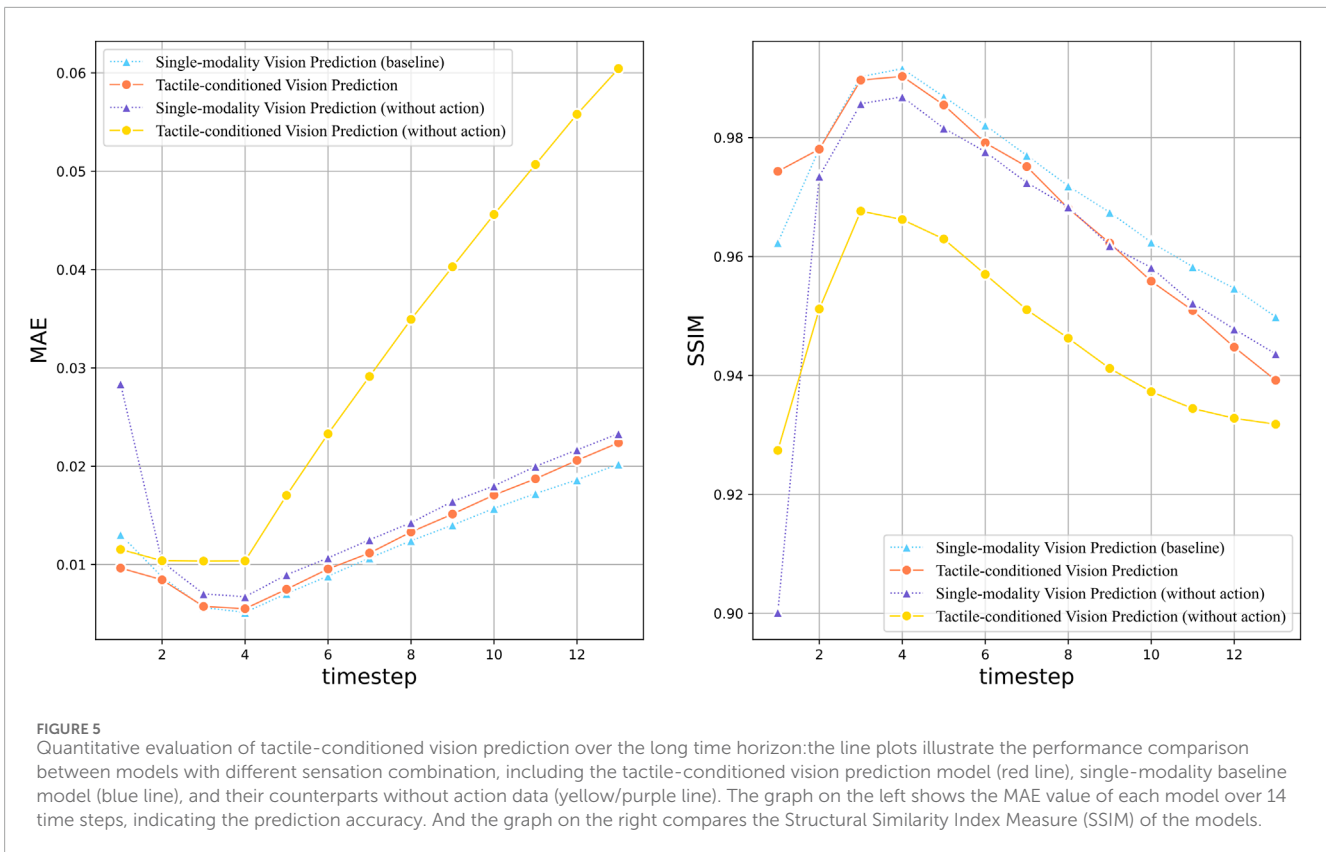 0.06
0.05
0.04
0.03
0.02
0.01
MAE
Single-modality Vision Prediction (baseline)
Tactile-conditioned Vision Prediction
Single-modality Vision Prediction (without action)
Tactile-conditioned Vision Prediction (without action)
2 4 6 8 10 12
timestep
0.98
0.96
0.94
0.92
0.90
SSIM
Single-modality Vision Prediction (baseline)
Tactile-conditioned Vision Prediction
Single-modality Vision Prediction (without action)
Tactile-conditioned Vision Prediction (without action)
2 4 6 8 10 12
timestep
FIGURE 5
Quantitative evaluation of tactile-conditioned vision prediction over the long time horizon:the line plots illustrate the performance comparison
between models with different sensation combination, including the tactile-conditioned vision prediction model (red line), single-modality baseline
model (blue line), and their counterparts without action data (yellow/purple line). The graph on the left shows the MAE value of each model over 14
time steps, indicating the prediction accuracy. And the graph on the right compares the Structural Similarity Index Measure (SSIM) of the models.